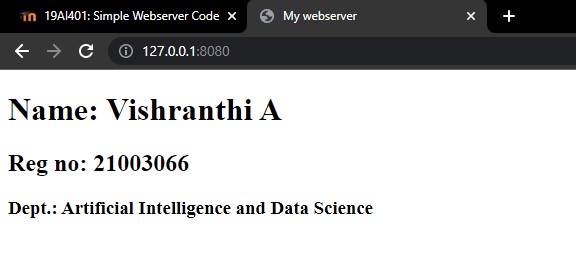 19AI401: Simple Webserver Code
My webserver
127.0.0.1:8080
Name: Vishranthi A
Reg no: 21003066
Dept.: Artificial Intelligence and Data Science